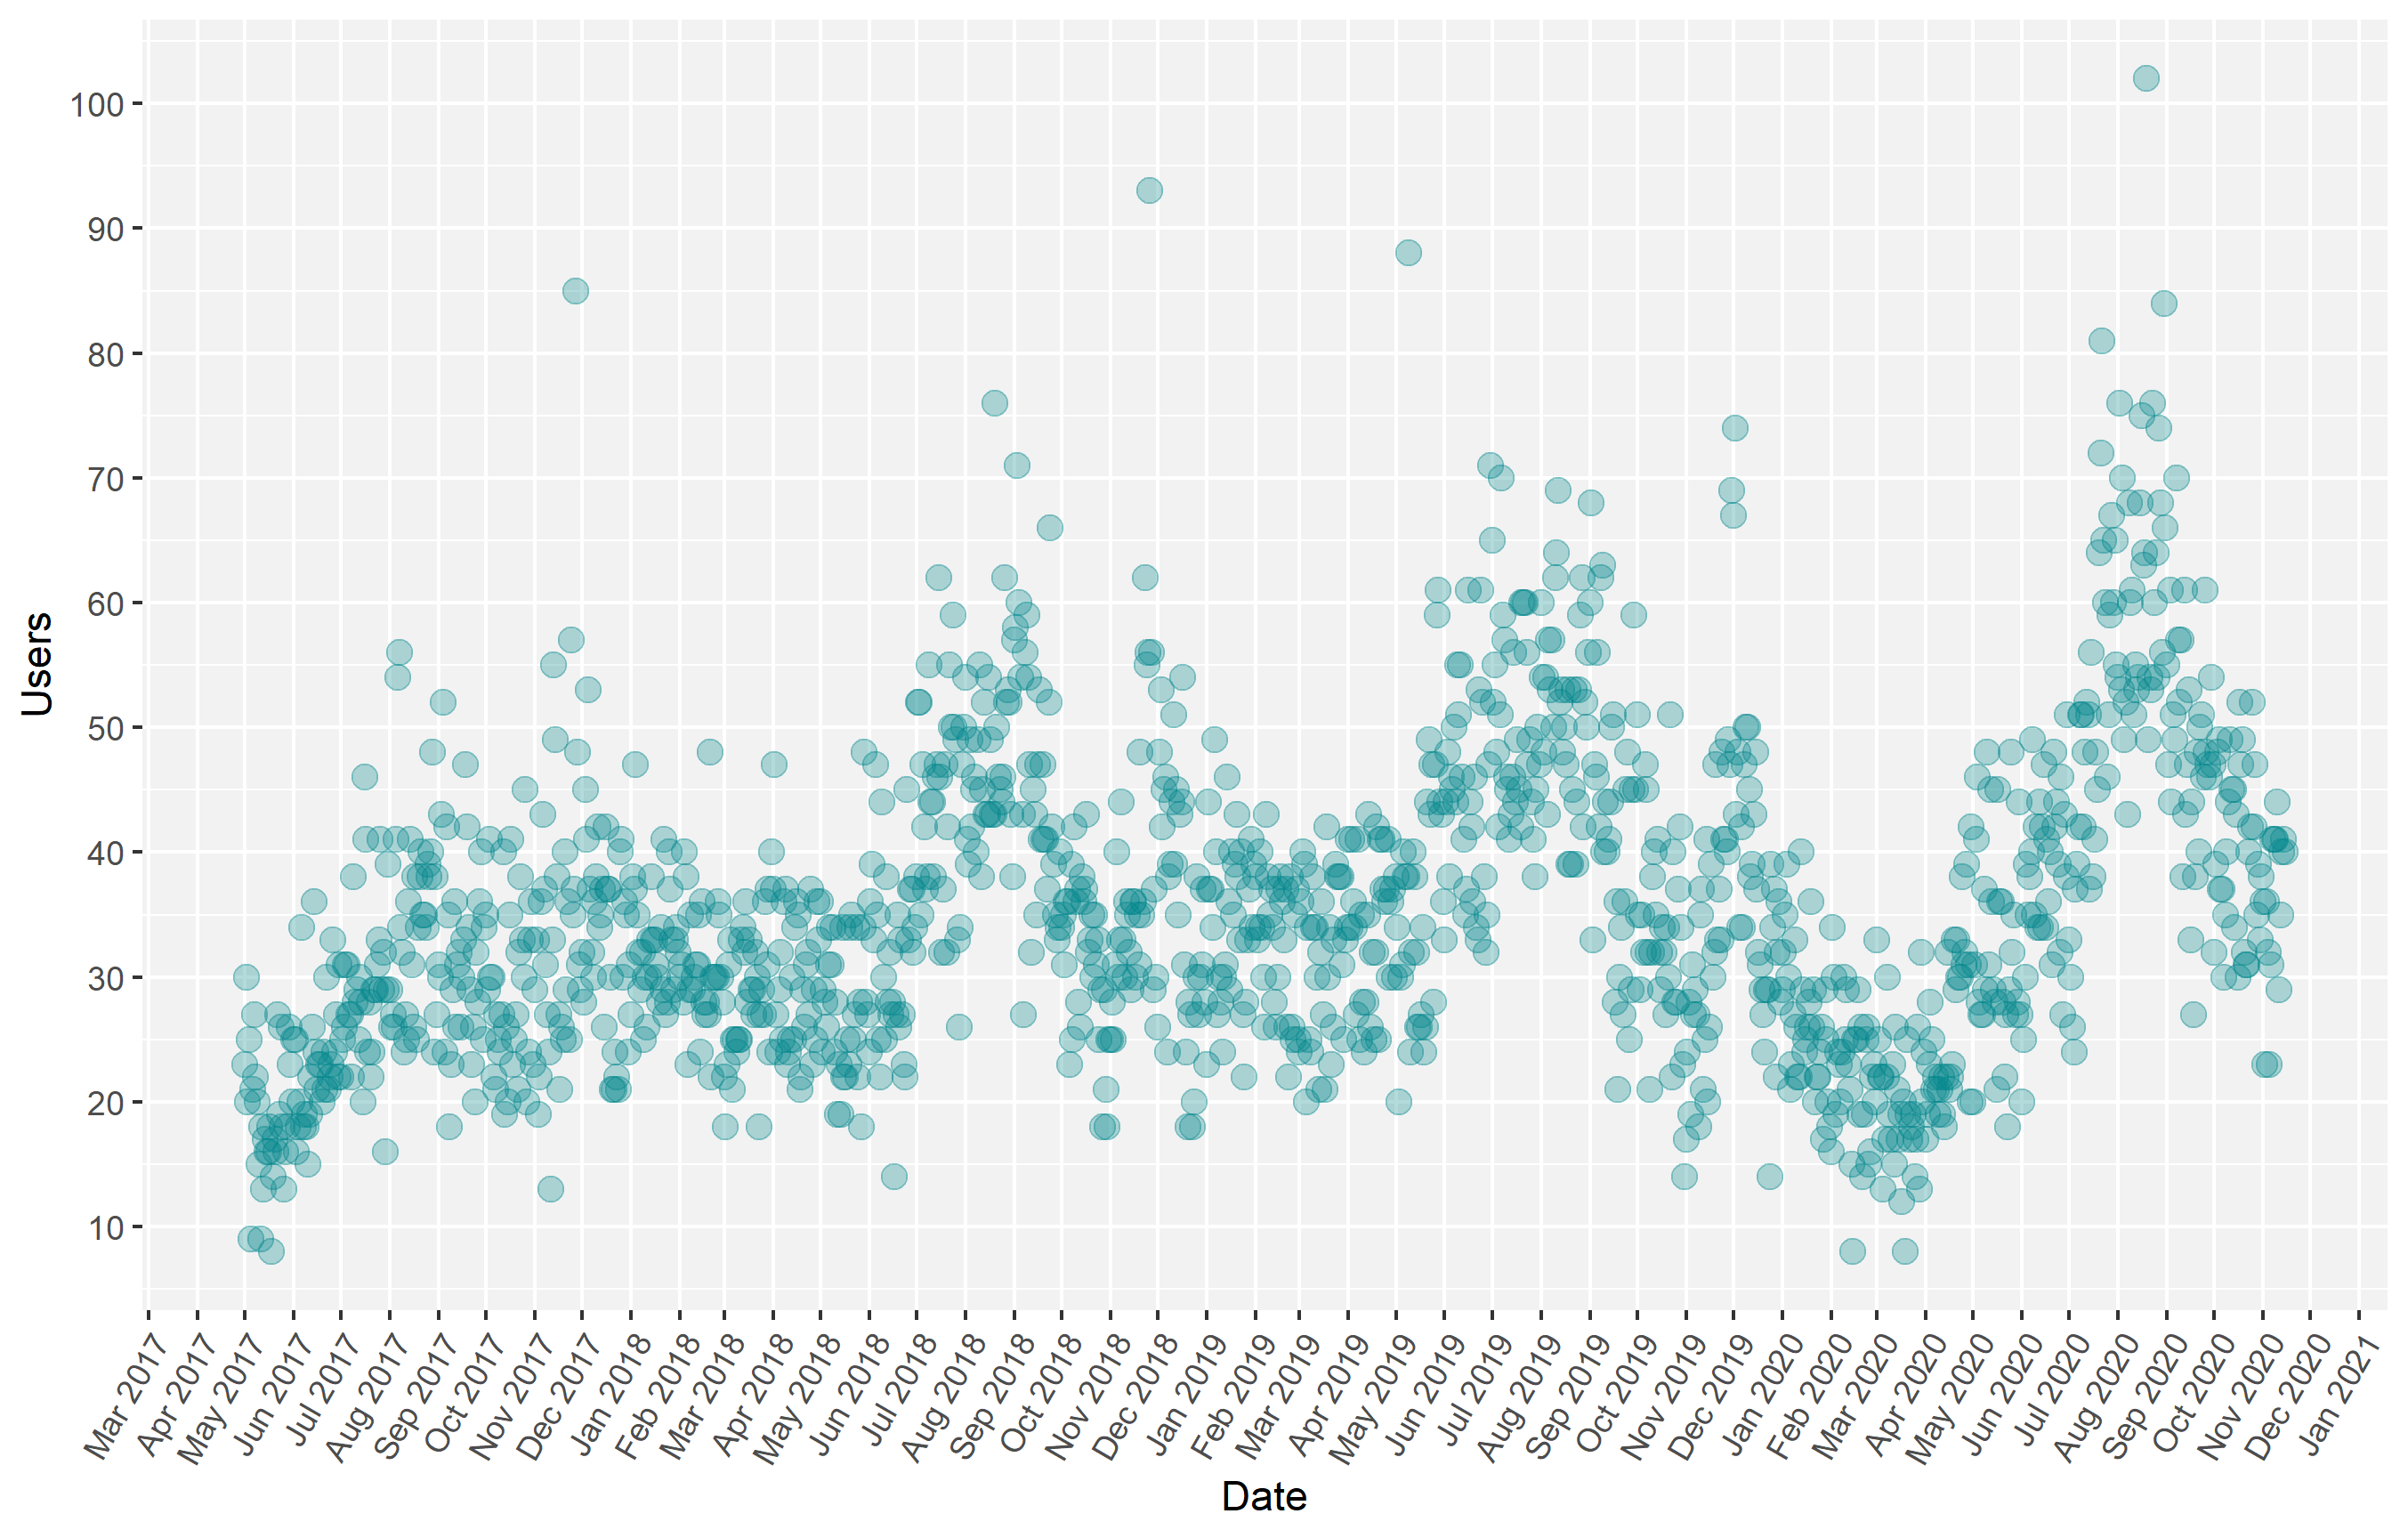 100
90
80
70
60
50
40
30
20
10
Users
Mar 2017
Apr 2017
May 2017
Jun 2017
Jul 2017
Aug 2017
Sep 2017
Oct 2017
Nov 2017
Dec 2017
Jan 2018
Feb 2018
Mar 2018
Apr 2018
May 2018
Jun 2018
Jul 2018
Aug 2018
Sep 2018
Oct 2018
Nov 2018
Dec 2018
Jan 2019
Feb 2019
Mar 2019
Apr 2019
May 2019
Jun 2019
Jul 2019
Aug 2019
Sep 2019
Oct 2019
Nov 2019
Dec 2019
Jan 2020
Feb 2020
Mar 2020
Apr 2020
May 2020
Jun 2020
Jul 2020
Aug 2020
Sep 2020
Oct 2020
Nov 2020
Dec 2020
Jan 2021
Date